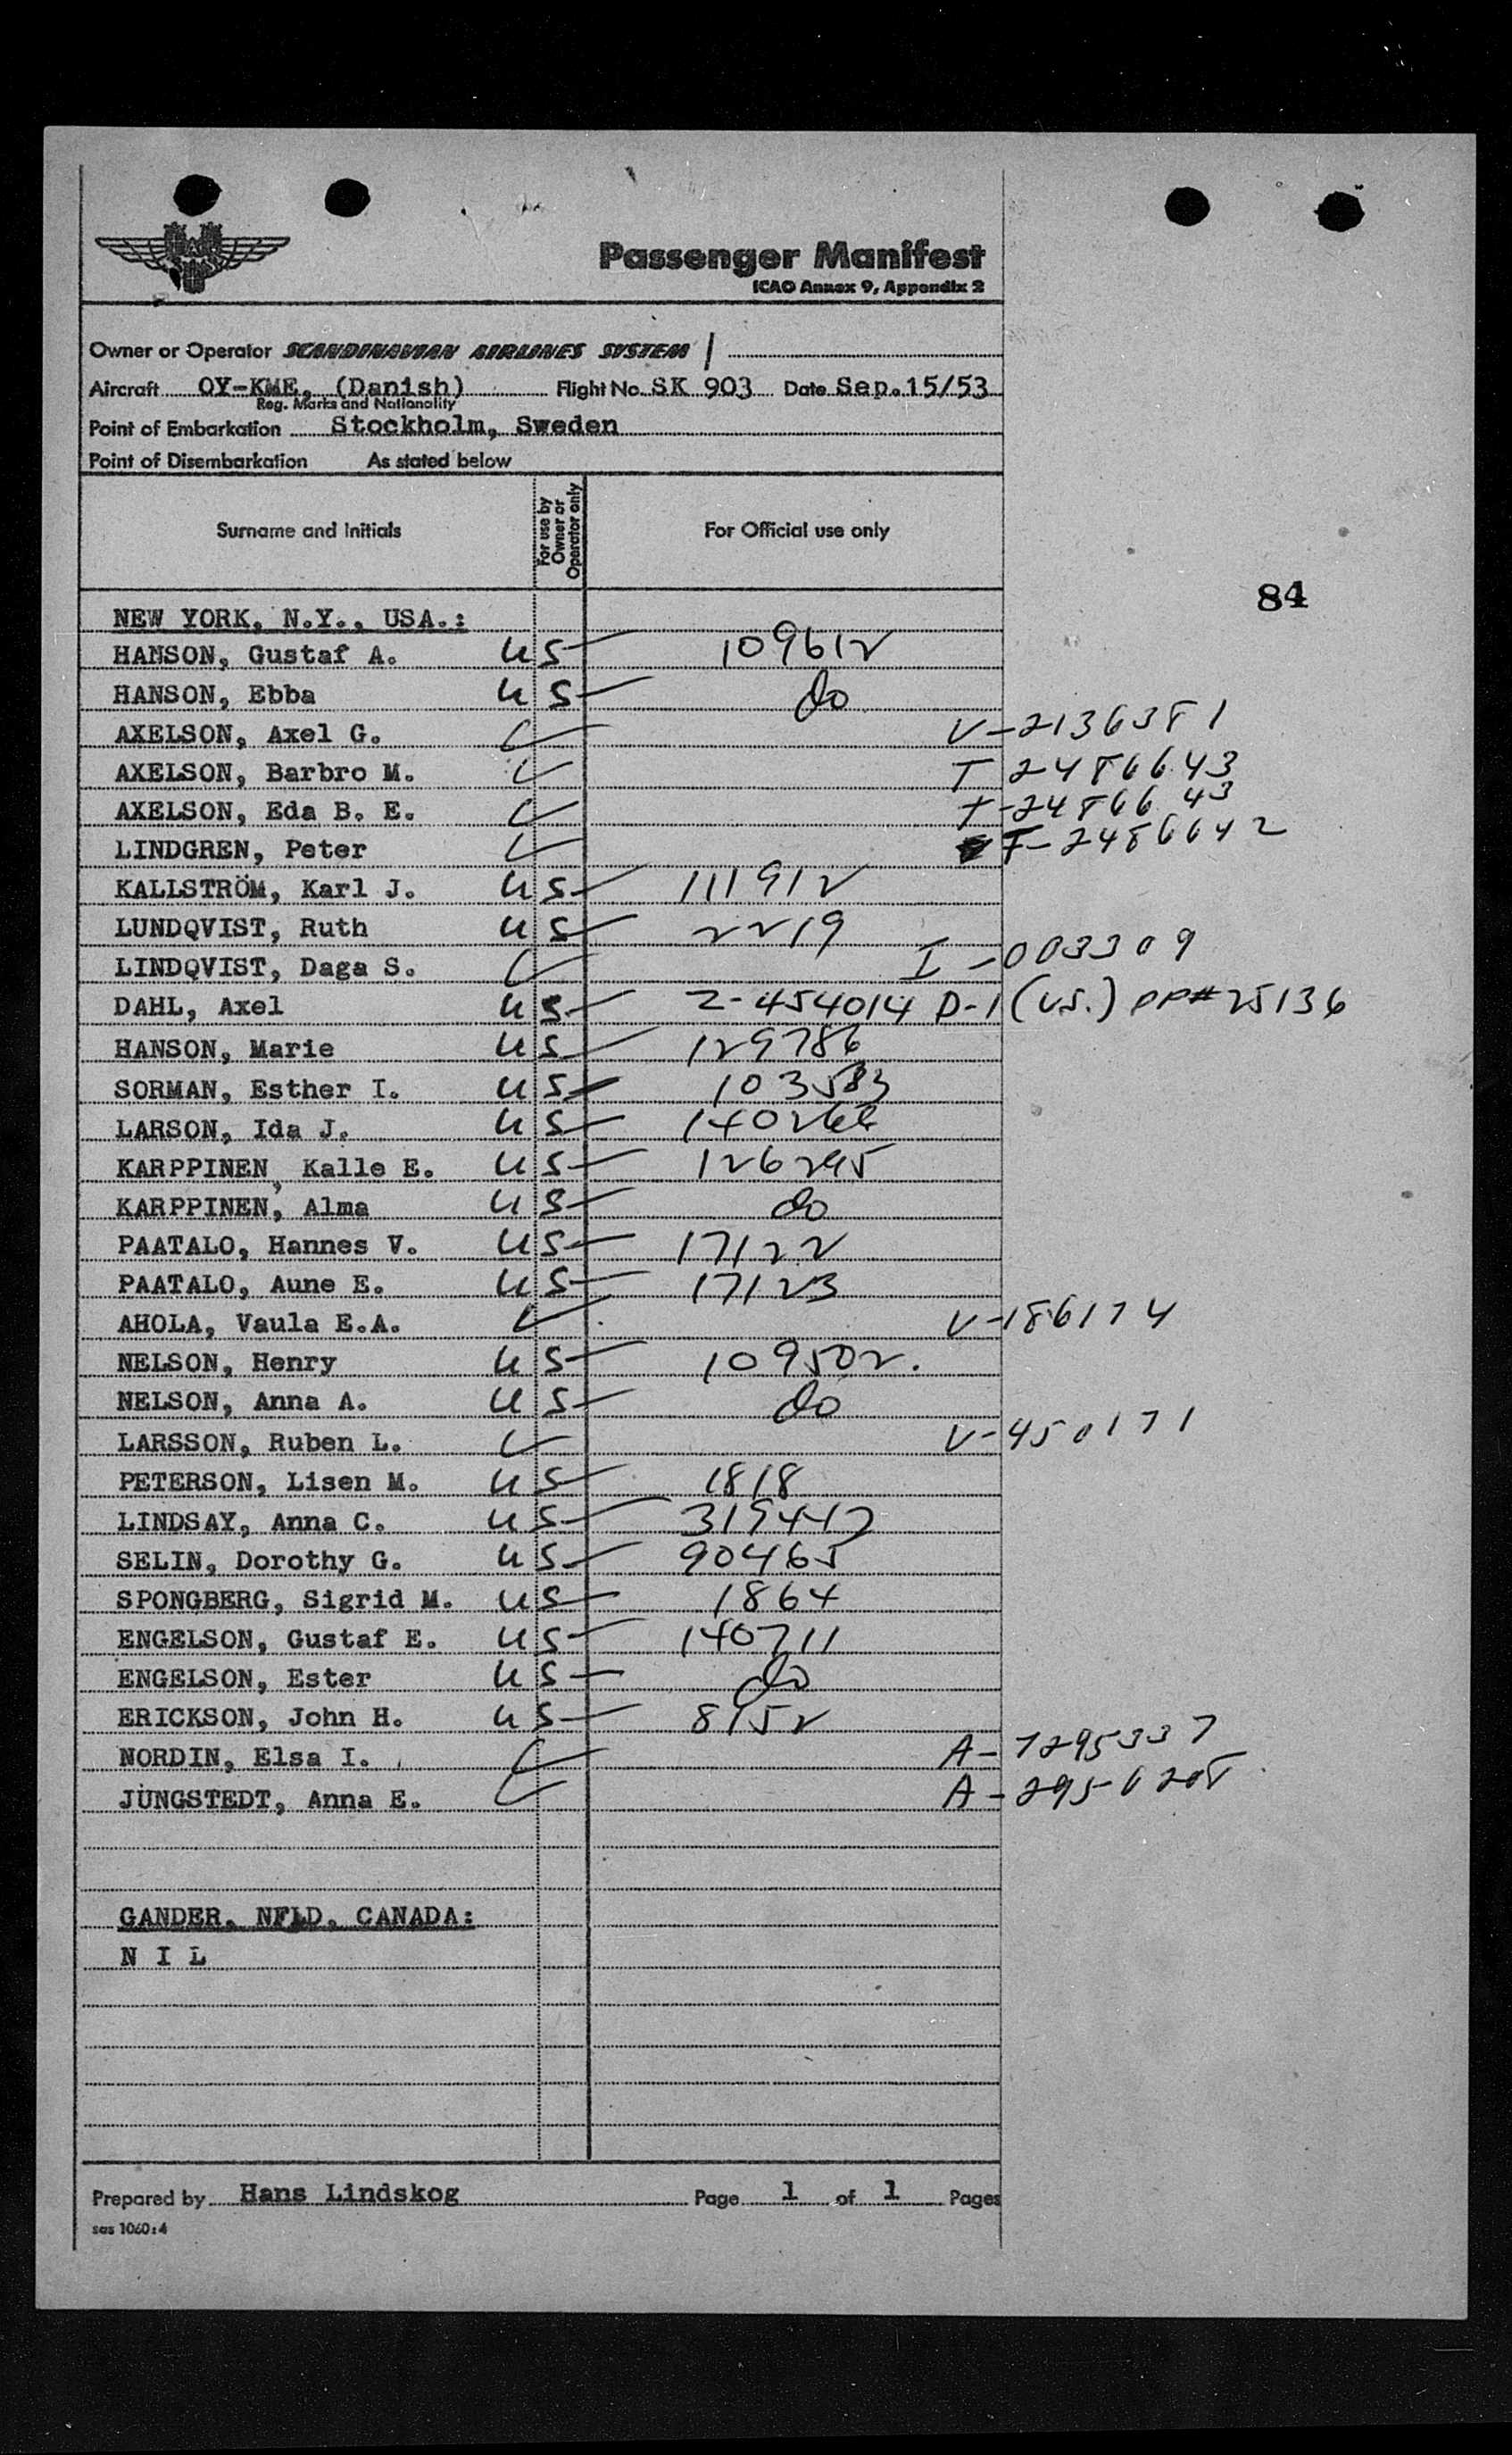 Passenger Manifest
ICAO Annex 9, Appendix 2
Owner or Operator SCANDINAVIAN AIRLINES SYSTEM
Aircraft OY-KME, (Danish) Flight No. SK 903 Date Sep.15/53
Reg. Marks and Nationality
Point of Embarkation Stockholm, Sweden
Point of Disembarkation As stated below
Surname and Initials For use by Owner or Operator only For Official use only
84
NEW YORK, N.Y., USA.:
HANSON, Gustaf A. US 109612
HANSON, Ebba US do
AXELSON, Axel G. V-2136381
AXELSON, Barbro M. T 2486643
AXELSON, Eda B. E. T-2486643
LINDGREN, Peter T-2486642
KALLSTRÖM, Karl J. US 111912
LUNDQVIST, Ruth US 2219
LINDQVIST, Daga S. I-003309
DAHL, Axel US 2-454014 D-1 (U.S.) PP# 25136
HANSON, Marie US 129786
SORMAN, Esther I. US 103583
LARSON, Ida J. US 140266
KARPPINEN, Kalle E. US 126295
KARPPINEN, Alma US do
PAATALO, Hannes V. US 17122
PAATALO, Aune E. US 17123
AHOLA, Vaula E.A. V-186174
NELSON, Henry US 109502.
NELSON, Anna A. US do
LARSSON, Ruben L. V-450171
PETERSON, Lisen M. US 1818
LINDSAY, Anna C. US 319442
SELIN, Dorothy G. US 90465
SPONGBERG, Sigrid M. US 1864
ENGELSON, Gustaf E. US 140711
ENGELSON, Ester US do
ERICKSON, John H. US 8152
NORDIN, Elsa I. A-7295337
JUNGSTEDT, Anna E. A-2956208
GANDER, NFLD, CANADA:
N I L
Prepared by Hans Lindskog Page 1 of 1 Pages
sas 1060:4